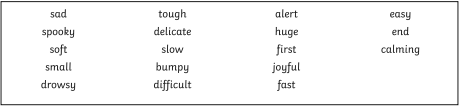 sad tough alert easy
spooky delicate huge end
soft slow first calming
small bumpy joyful
drowsy difficult fast